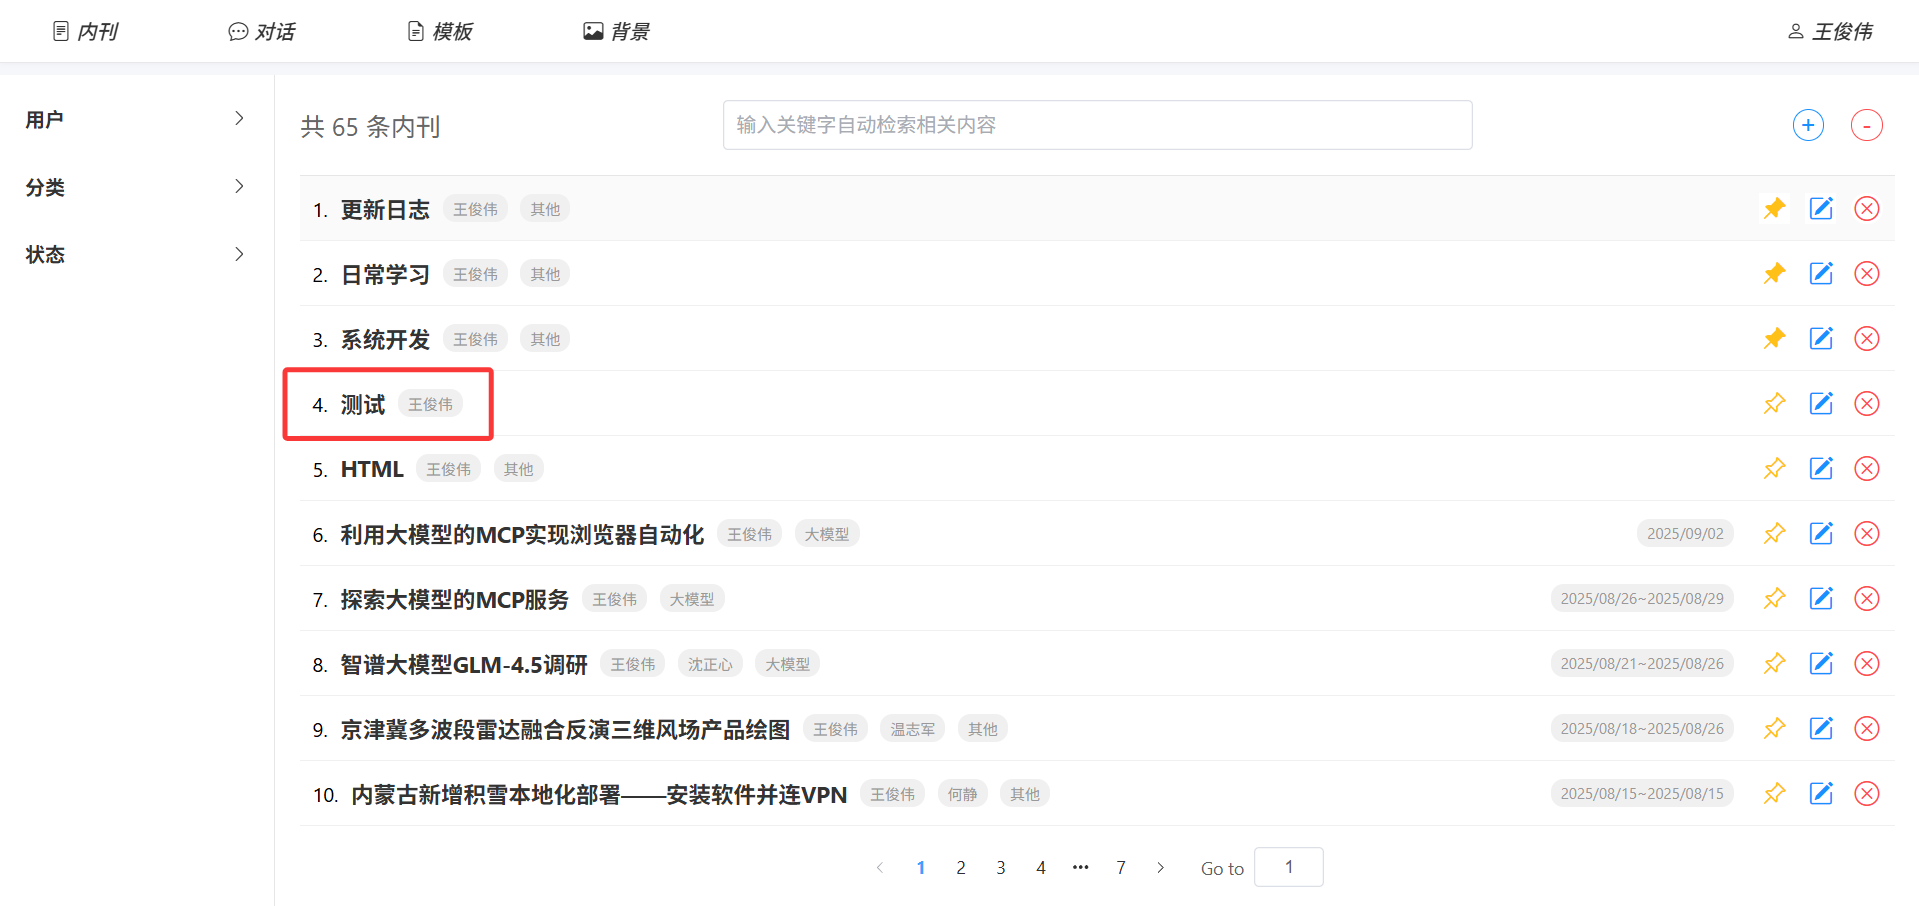 内刊 对话 模板 背景 王俊伟
用户
分类
状态
共 65 条内刊 输入关键字自动检索相关内容 + -
1. 更新日志 王俊伟 其他
2. 日常学习 王俊伟 其他
3. 系统开发 王俊伟 其他
4. 测试 王俊伟
5. HTML 王俊伟 其他
6. 利用大模型的MCP实现浏览器自动化 王俊伟 大模型 2025/09/02
7. 探索大模型的MCP服务 王俊伟 大模型 2025/08/26~2025/08/29
8. 智谱大模型GLM-4.5调研 王俊伟 沈正心 大模型 2025/08/21~2025/08/26
9. 京津冀多波段雷达融合反演三维风场产品绘图 王俊伟 温志军 其他 2025/08/18~2025/08/26
10. 内蒙古新增积雪本地化部署——安装软件并连VPN 王俊伟 何静 其他 2025/08/15~2025/08/15
1 2 3 4 ••• 7 Go to 1